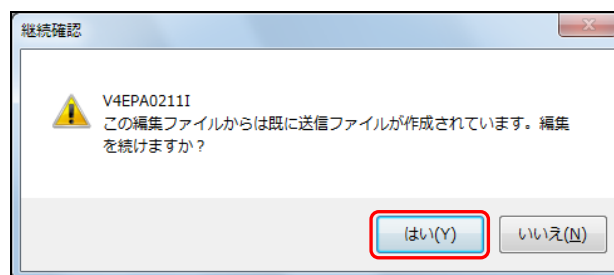 継続確認
V4EPA0211I
この編集ファイルからは既に送信ファイルが作成されています。編集
を続けますか？
はい(Y)
いいえ(N)